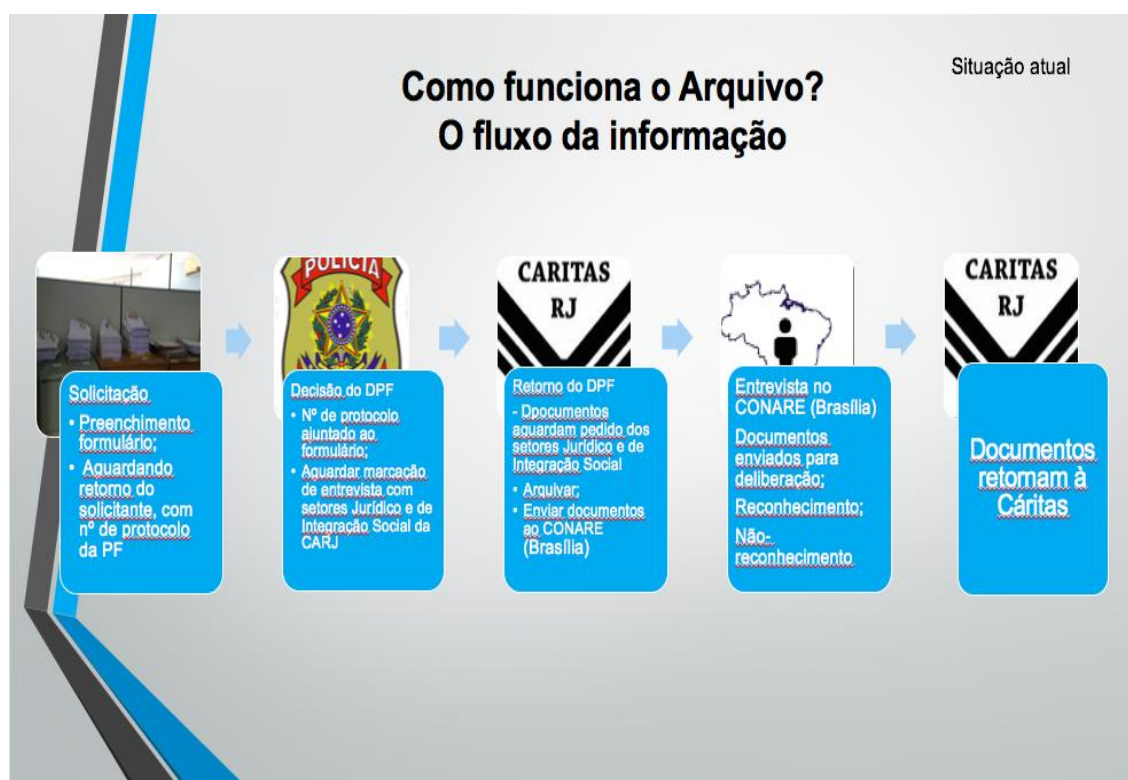 Situação atual
Como funciona o Arquivo?
O fluxo da informação
POLÍCIA
CARITAS
RJ
CARITAS
RJ
Solicitação
• Preenchimento
formulário;
• Aguardando
retorno do
solicitante, com
nº de protocolo
da PF
Decisão do DPF
• Nº de protocolo
ajuntado ao
formulário;
• Aguardar marcação
de entrevista com
setores Jurídico e de
Integração Social da
CARJ
Retorno do DPF
- Dpocumentos
aguardam pedido dos
setores Jurídico e de
Integração Social
• Arquivar;
• Enviar documentos
ao CONARE
(Brasília)
Entrevista no
CONARE (Brasília)
Documentos
enviados para
deliberação;
Reconhecimento;
Não-
reconhecimento
Documentos
retornam à
Cáritas